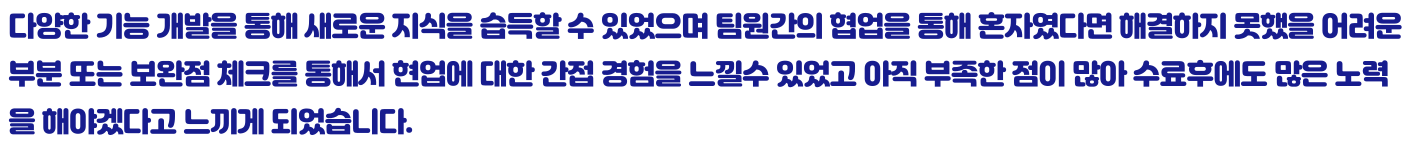 다양한 기능 개발을 통해 새로운 지식을 습득할 수 있었으며 팀원간의 협업을 통해 혼자였다면 해결하지 못했을 어려운
부분 또는 보완점 체크를 통해서 현업에 대한 간접 경험을 느낄수 있었고 아직 부족한 점이 많아 수료후에도 많은 노력
을 해야겠다고 느끼게 되었습니다.